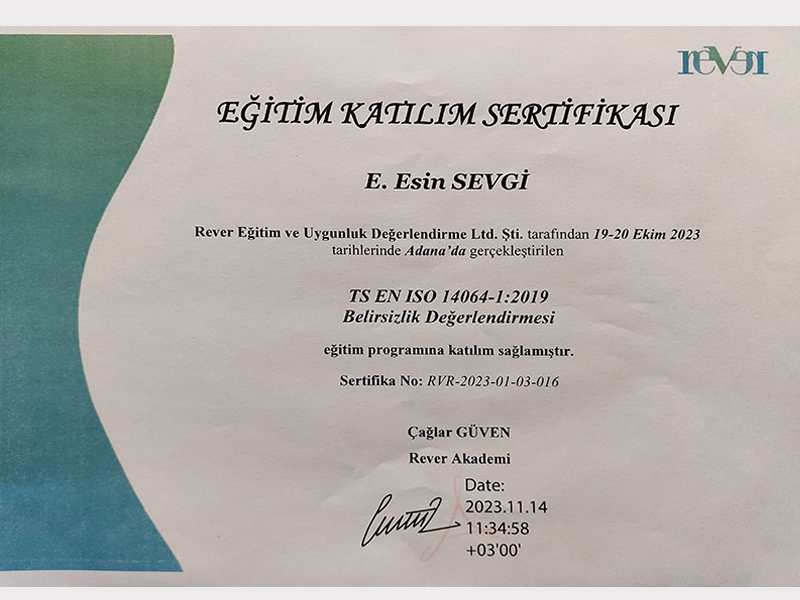 rever
EĞİTİM KATILIM SERTİFİKASI
E. Esin SEVGİ
Rever Eğitim ve Uygunluk Değerlendirme Ltd. Şti. tarafından 19-20 Ekim 2023
tarihlerinde Adana’da gerçekleştirilen
TS EN ISO 14064-1:2019
Belirsizlik Değerlendirmesi
eğitim programına katılım sağlamıştır.
Sertifika No: RVR-2023-01-03-016
Çağlar GÜVEN
Rever Akademi
Date:
2023.11.14
11:34:58
+03'00'